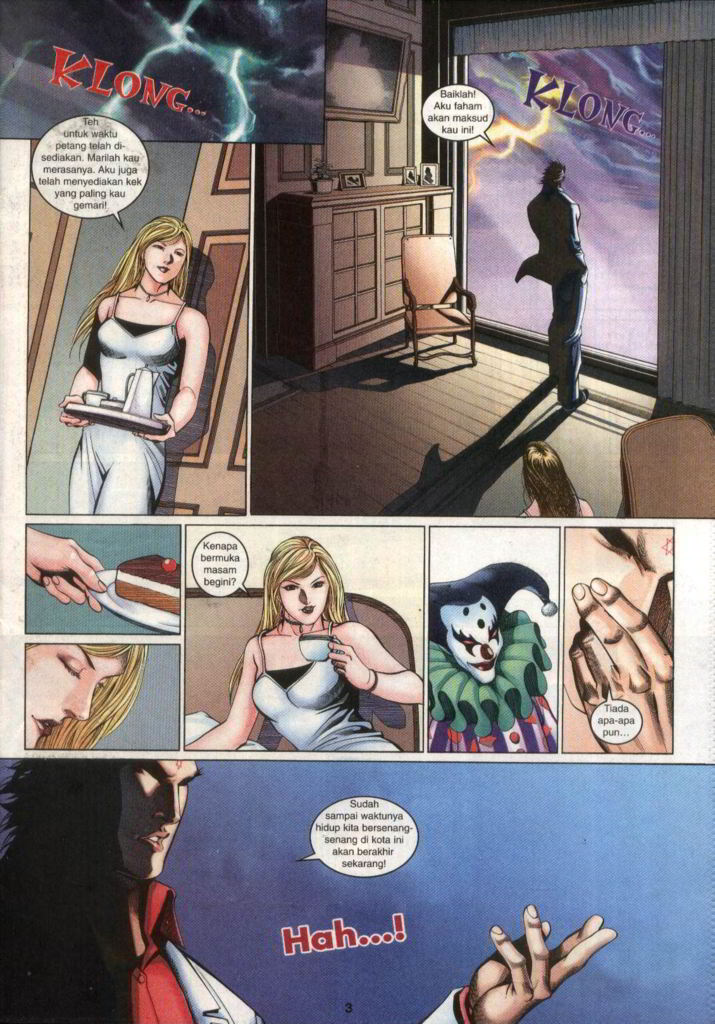 KLONG...
Teh
untuk waktu
petang telah di-
sediakan. Marilah kau
merasanya. Aku juga
telah menyediakan kek
yang paling kau
gemari!
Baiklah!
Aku faham
akan maksud
kau ini!
KLONG...
Kenapa
bermuka
masam
begini?
Tiada
apa-apa
pun...
Sudah
sampai waktunya
hidup kita bersenang-
senang di kota ini
akan berakhir
sekarang!
Hah...!
3